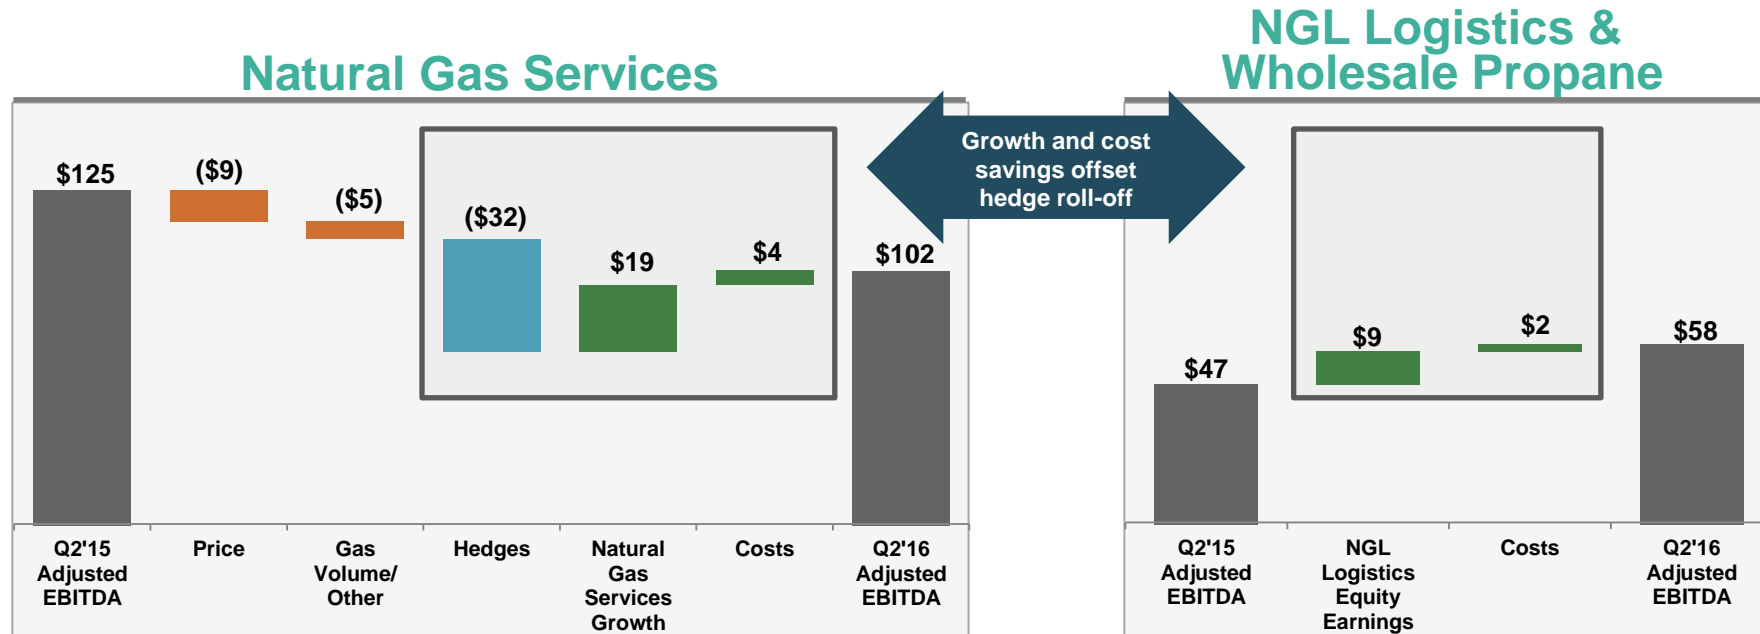 Natural Gas Services
NGL Logistics &
Wholesale Propane
Growth and cost
savings offset
hedge roll-off
$125
($9)
($5)
($32)
$19
$4
$102
Q2'15
Adjusted
EBITDA
Price
Gas
Volume/
Other
Hedges
Natural
Gas
Services
Growth
Costs
Q2'16
Adjusted
EBITDA
$47
$9
$2
$58
Q2'15
Adjusted
EBITDA
NGL
Logistics
Equity
Earnings
Costs
Q2'16
Adjusted
EBITDA